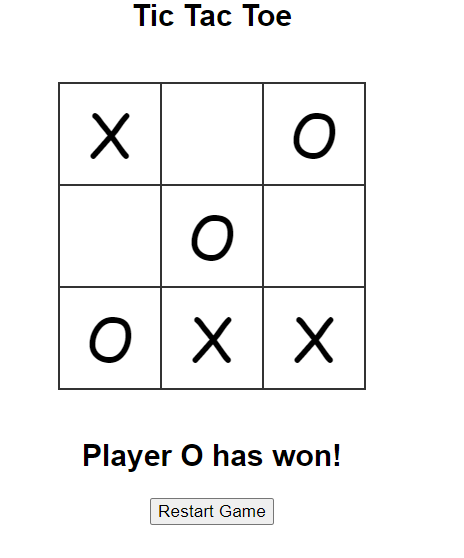 Tic Tac Toe
X O
O
O X X
Player O has won!
Restart Game